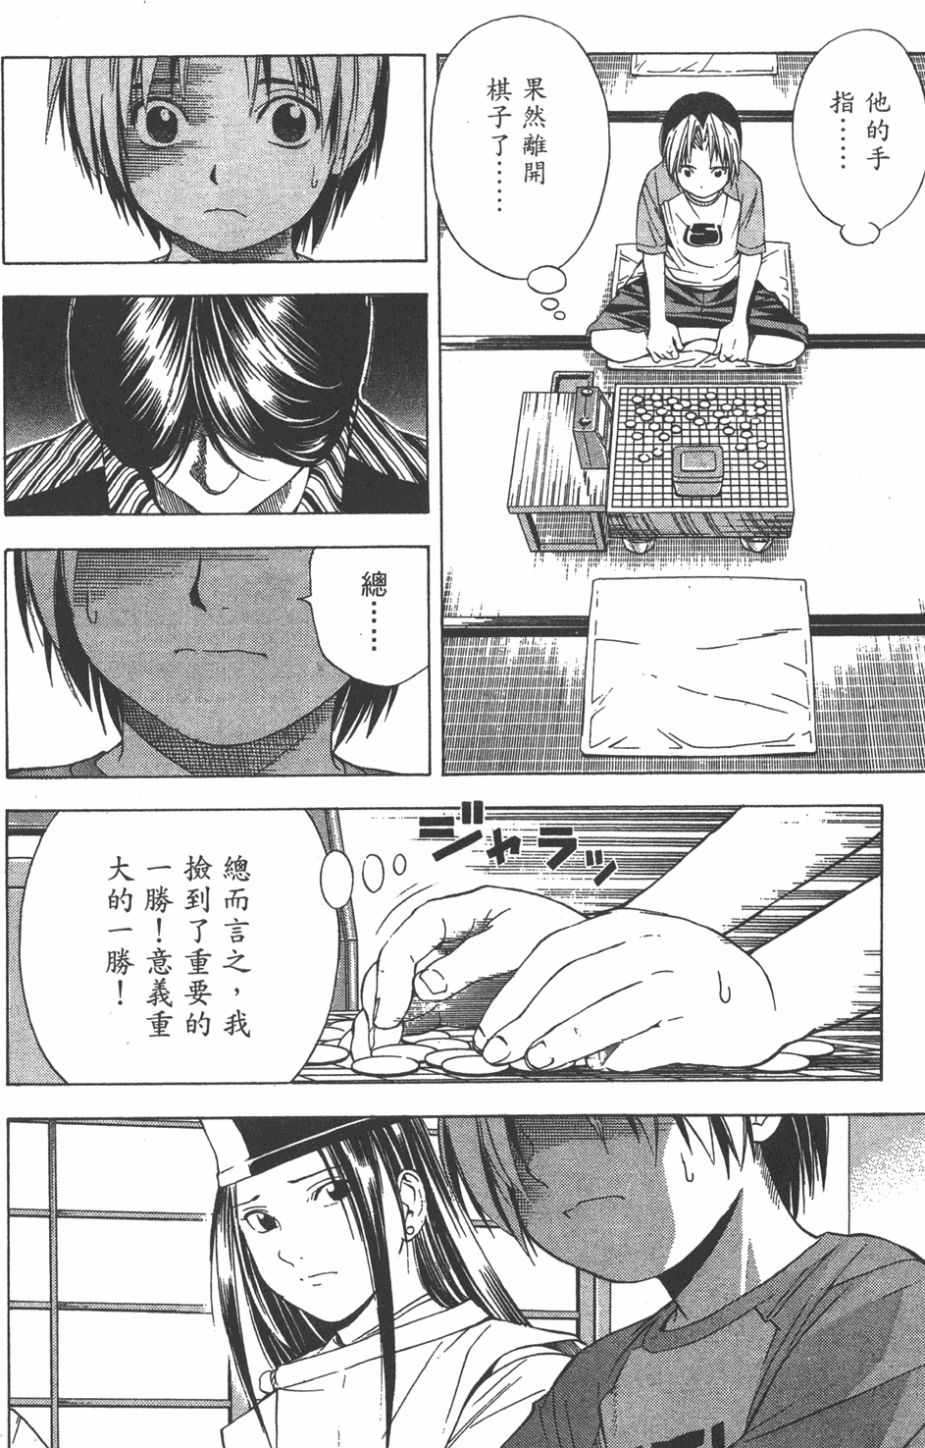 他的手
指……
果然離開
棋子了……
總……
ジャラッ
總而言之，我
撿到了重要的
一勝！意義重
大的一勝！
5